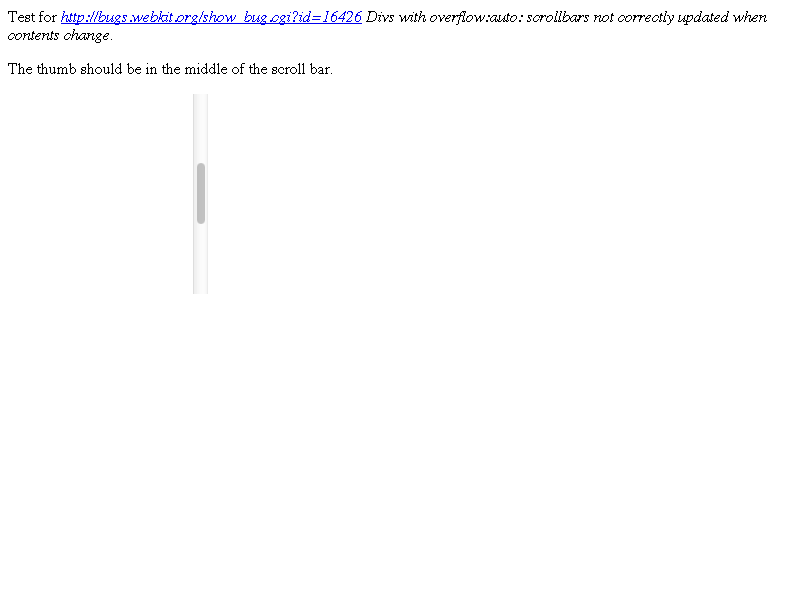 Test for http://bugs.webkit.org/show_bug.cgi?id=16426 Divs with overflow:auto: scrollbars not correctly updated when
contents change.
The thumb should be in the middle of the scroll bar.